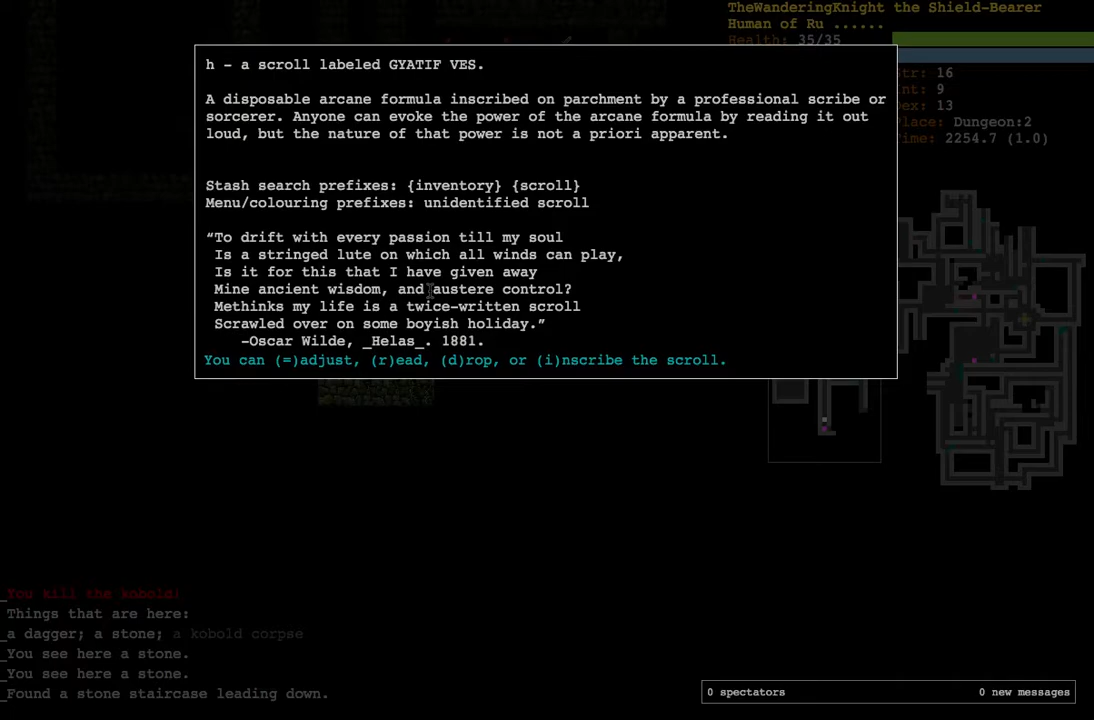 TheWanderingKnight the Shield-Bearer
Human of Ru ......
Health: 35/35
Str: 16
Int: 9
Dex: 13
Place: Dungeon:2
Time: 2254.7 (1.0)
h - a scroll labeled GYATIF VES.
A disposable arcane formula inscribed on parchment by a professional scribe or
sorcerer. Anyone can evoke the power of the arcane formula by reading it out
loud, but the nature of that power is not a priori apparent.
Stash search prefixes: {inventory} {scroll}
Menu/colouring prefixes: unidentified scroll
“To drift with every passion till my soul
Is a stringed lute on which all winds can play,
Is it for this that I have given away
Mine ancient wisdom, and austere control?
Methinks my life is a twice-written scroll
Scrawled over on some boyish holiday.”
-Oscar Wilde, _Helas_. 1881.
You can (=)adjust, (r)ead, (d)rop, or (i)nscribe the scroll.
_You kill the kobold!
Things that are here:
_a dagger; a stone; a kobold corpse
_You see here a stone.
_You see here a stone.
_Found a stone staircase leading down.
0 spectators 0 new messages